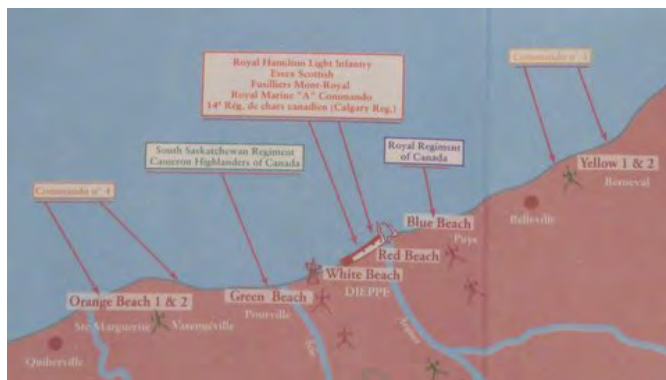 Royal Hamilton Light Infantry
Essex Scottish
Fusiliers Mont-Royal
Royal Marine "A" Commando
14ᵉ Rég. de chars canadien (Calgary Reg.)
Commando n° 3
South Saskatchewan Regiment
Cameron Highlanders of Canada
Royal Regiment
of Canada
Commando n° 4
Yellow 1 & 2
Berneval
Belleville
Blue Beach
Puys
Red Beach
White Beach
DIEPPE
Orange Beach 1 & 2
Green Beach
Pourville
Ste Marguerite
Varengéville
Quiberville